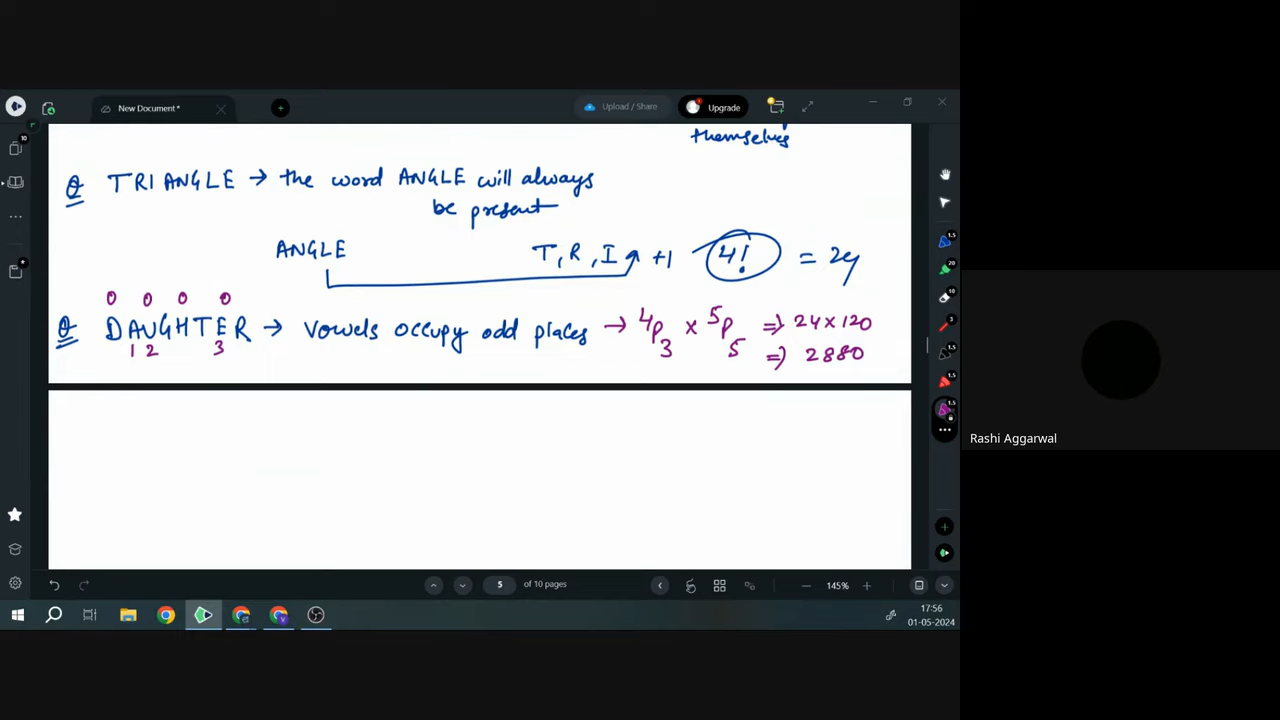 New Document*
Upload / Share
Upgrade
themselves
Q TRIANGLE → the word ANGLE will always
be present
ANGLE T, R, I +1 4! = 24
0 0 0 0
Q DAUGHTER → vowels occupy odd places → ⁴P₃ × ⁵P₅ ⇒ 24×120
1 2 3 ⇒ 2880
Rashi Aggarwal
5 of 10 pages
145%
17:56
01-05-2024